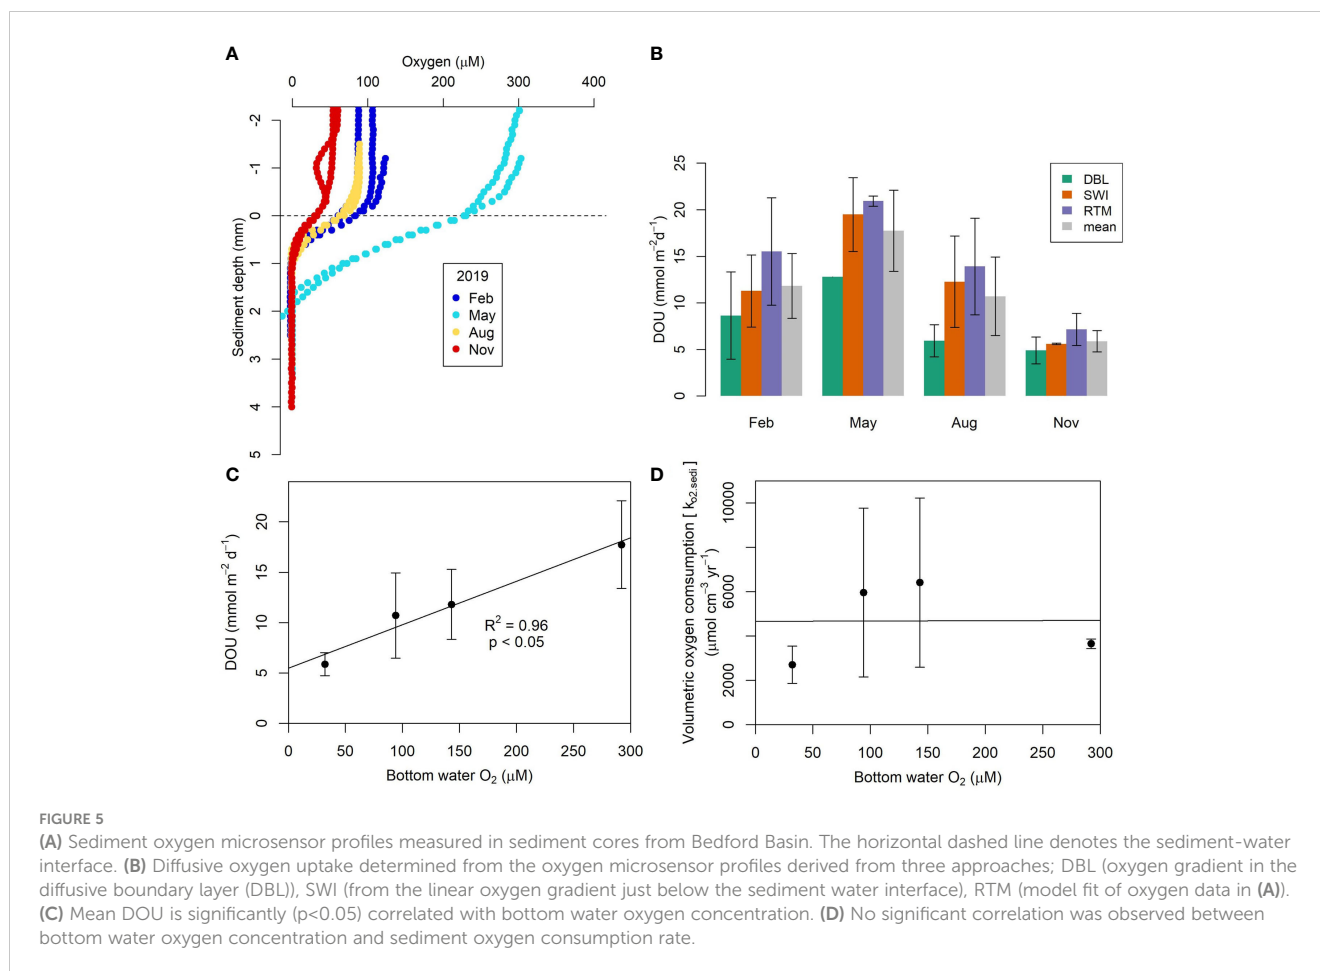 A
Oxygen (μM)
0 100 200 300 400
Sediment depth (mm)
-2
-1
0
1
2
3
4
5
2019
Feb
May
Aug
Nov
B
DOU (mmol m⁻² d⁻¹)
25
20
15
10
5
0
DBL
SWI
RTM
mean
Feb May Aug Nov
C
DOU (mmol m⁻² d⁻¹)
20
15
10
5
0
R² = 0.96
p < 0.05
0 50 100 150 200 250 300
Bottom water O₂ (μM)
D
Volumetric oxygen comsumption [ k₀₂.sedi ]
(μmol cm⁻³ yr⁻¹)
10000
6000
2000
0
0 50 100 150 200 250 300
Bottom water O₂ (μM)
FIGURE 5
(A) Sediment oxygen microsensor profiles measured in sediment cores from Bedford Basin. The horizontal dashed line denotes the sediment-water
interface. (B) Diffusive oxygen uptake determined from the oxygen microsensor profiles derived from three approaches; DBL (oxygen gradient in the
diffusive boundary layer (DBL)), SWI (from the linear oxygen gradient just below the sediment water interface), RTM (model fit of oxygen data in (A)).
(C) Mean DOU is significantly (p<0.05) correlated with bottom water oxygen concentration. (D) No significant correlation was observed between
bottom water oxygen concentration and sediment oxygen consumption rate.